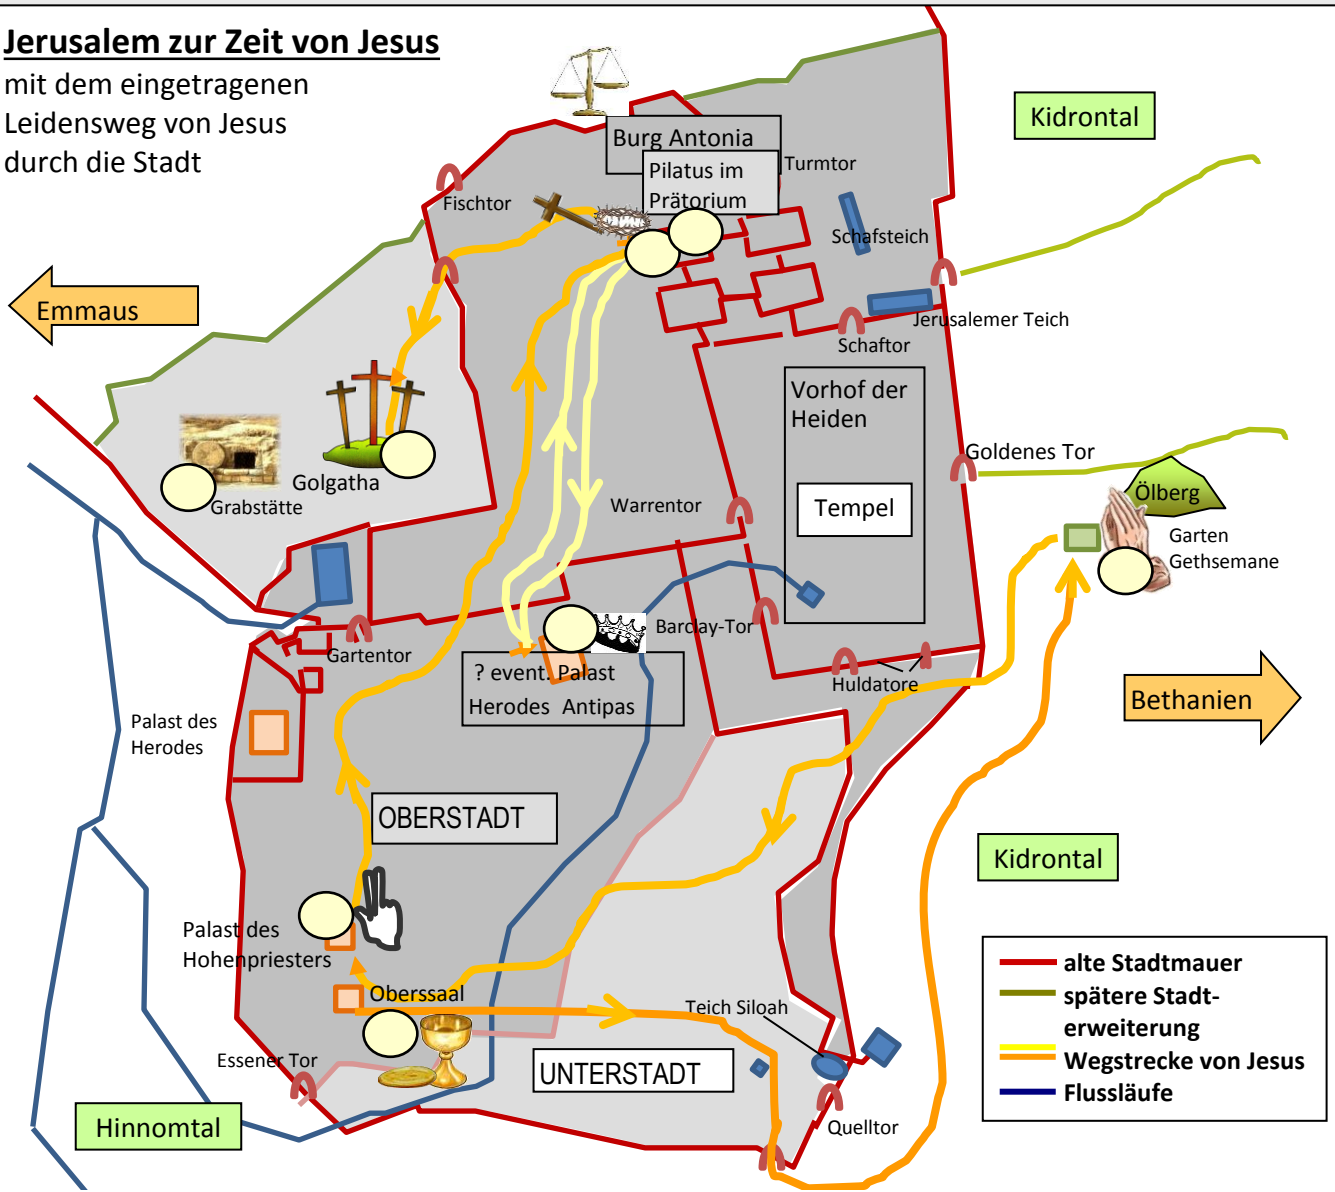 Jerusalem zur Zeit von Jesus
mit dem eingetragenen
Leidensweg von Jesus
durch die Stadt
Kidrontal
Burg Antonia
Pilatus im
Prätorium
Turmtor
Fischtor
Schafsteich
Emmaus
Jerusalemer Teich
Schaftor
Vorhof der
Heiden
Goldenes Tor
Golgatha
Grabstätte
Warrentor
Tempel
Ölberg
Garten
Gethsemane
Barclay-Tor
Gartentor
? event. Palast
Herodes Antipas
Huldatore
Bethanien
Palast des
Herodes
OBERSTADT
Kidrontal
Palast des
Hohenpriesters
Oberssaal
Teich Siloah
alte Stadtmauer
spätere Stadt-
erweiterung
Wegstrecke von Jesus
Flussläufe
Essener Tor
UNTERSTADT
Hinnomtal
Quelltor